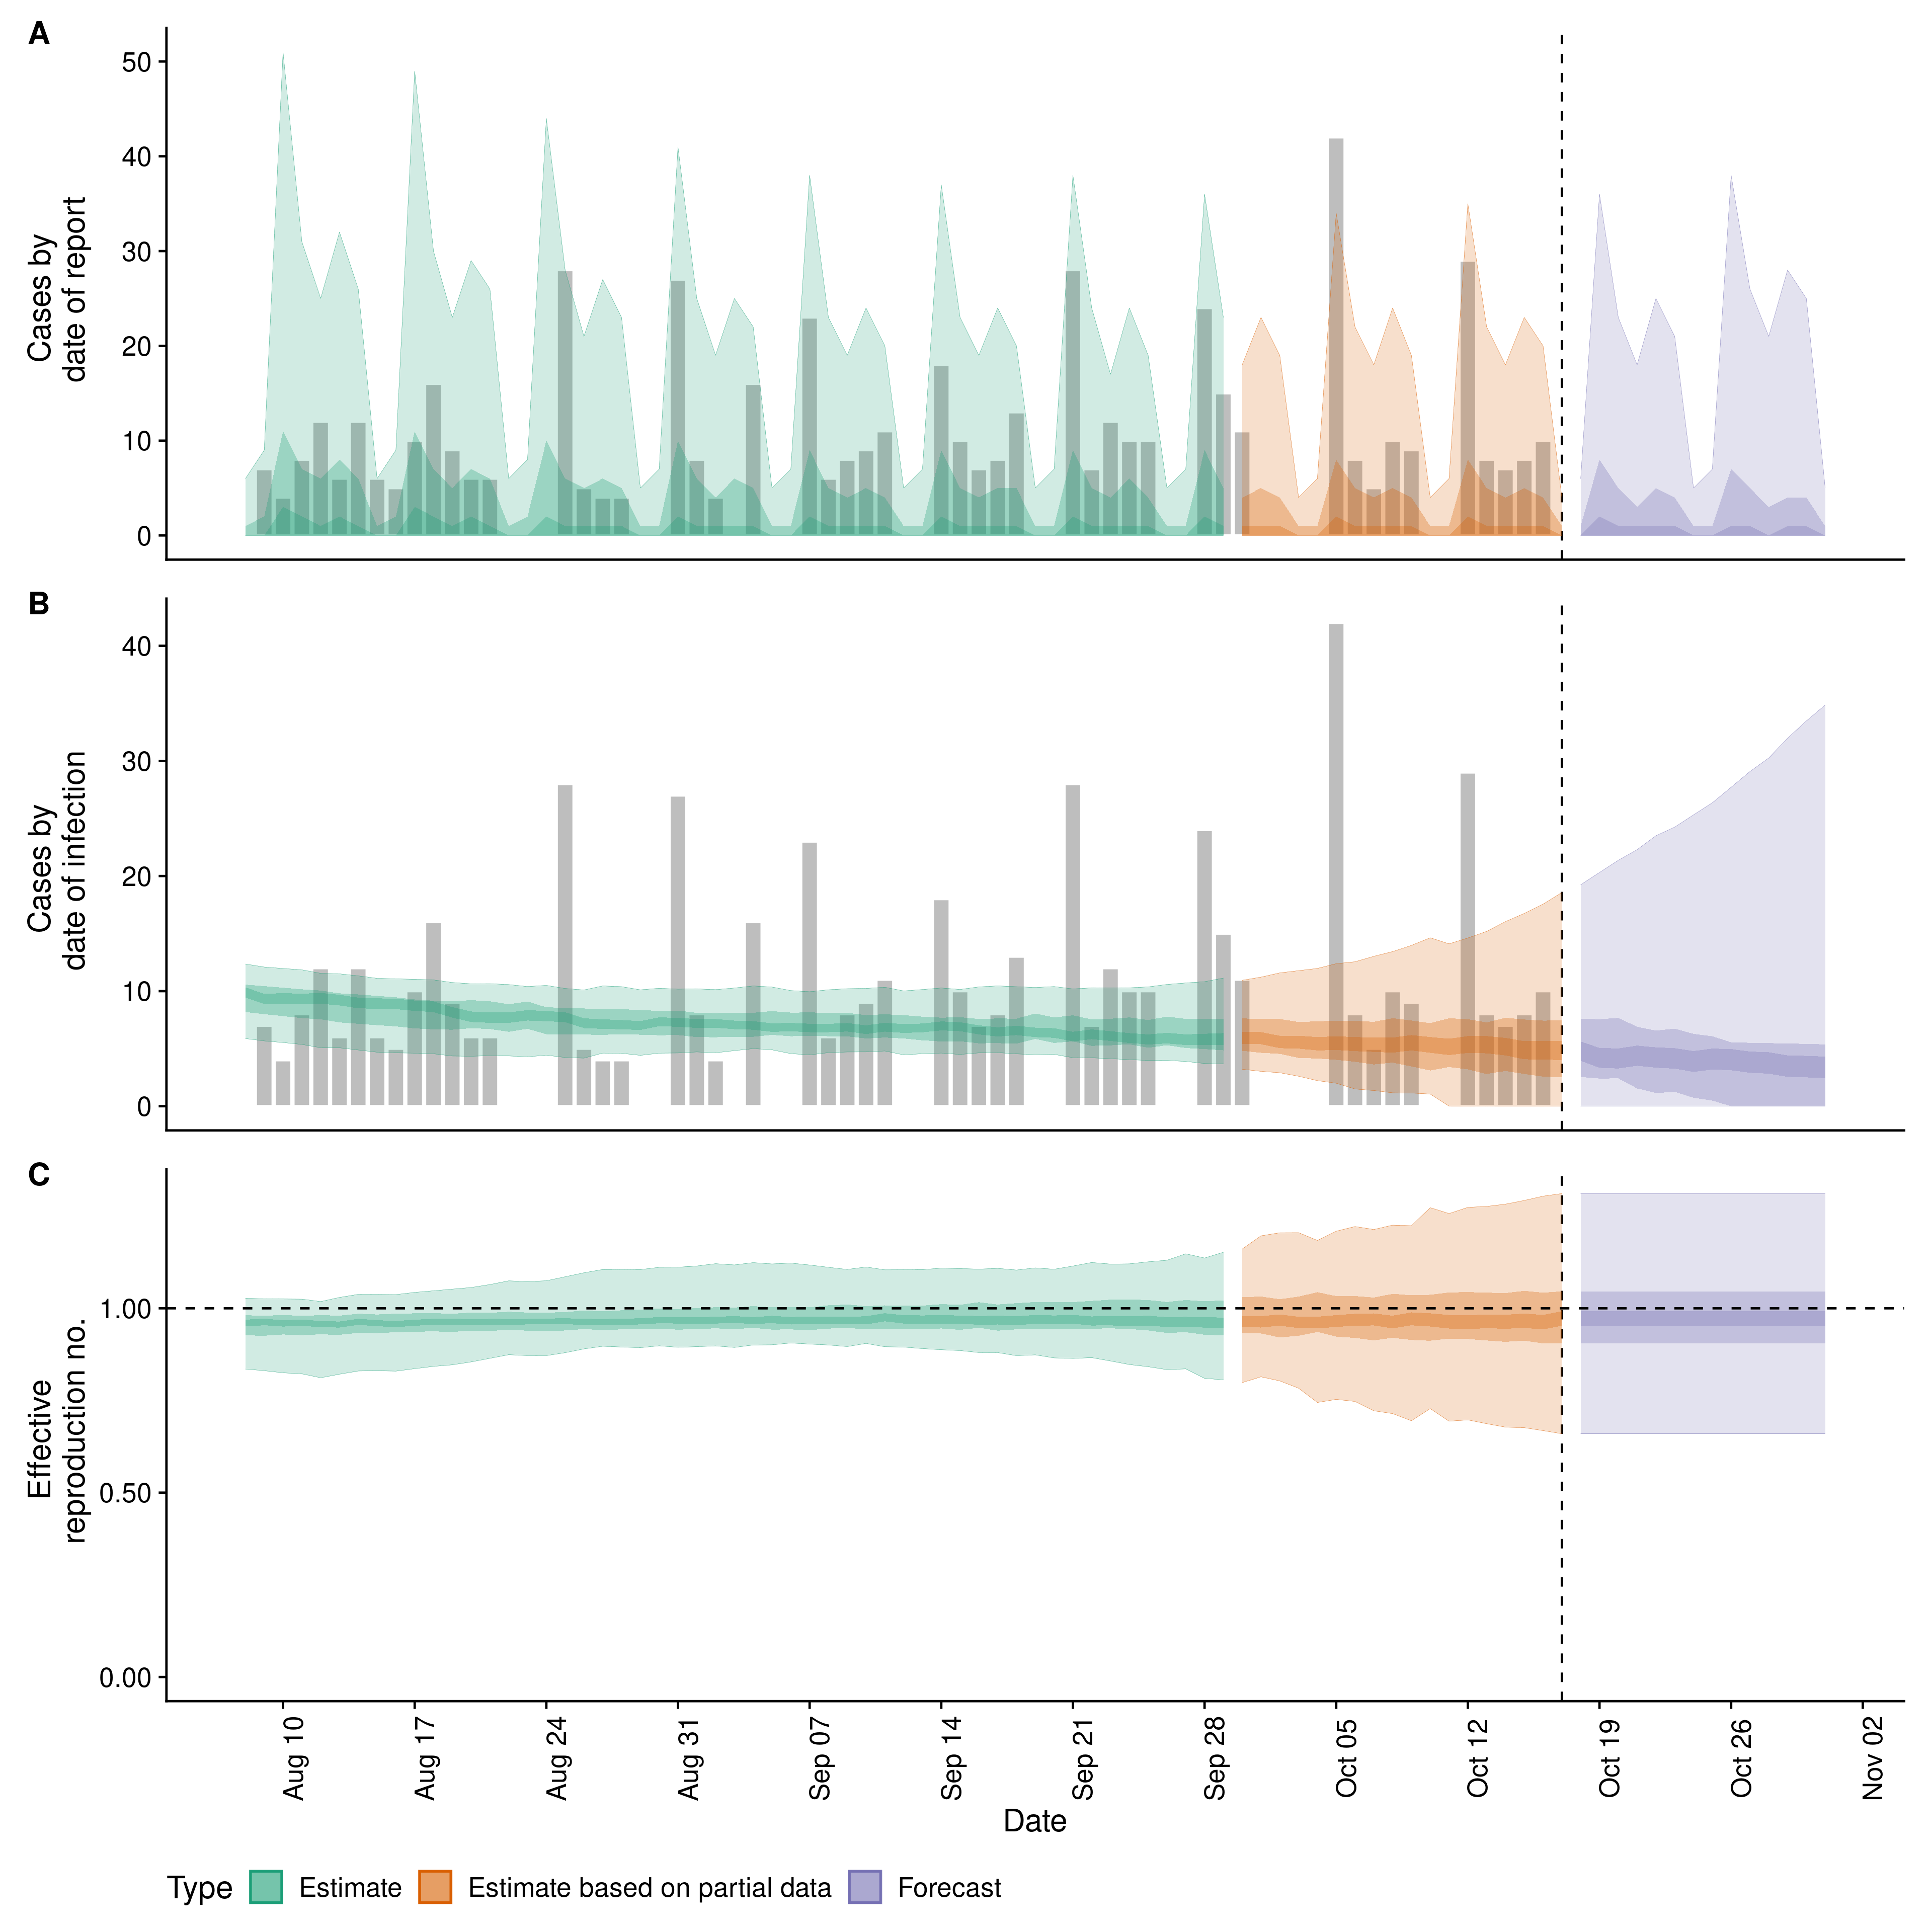 A
50
40
30
20
10
0
Cases by
date of report
B
40
30
20
10
0
Cases by
date of infection
C
1.00
0.50
0.00
Effective
reproduction no.
Aug 10
Aug 17
Aug 24
Aug 31
Sep 07
Sep 14
Sep 21
Sep 28
Oct 05
Oct 12
Oct 19
Oct 26
Nov 02
Date
Type Estimate Estimate based on partial data Forecast